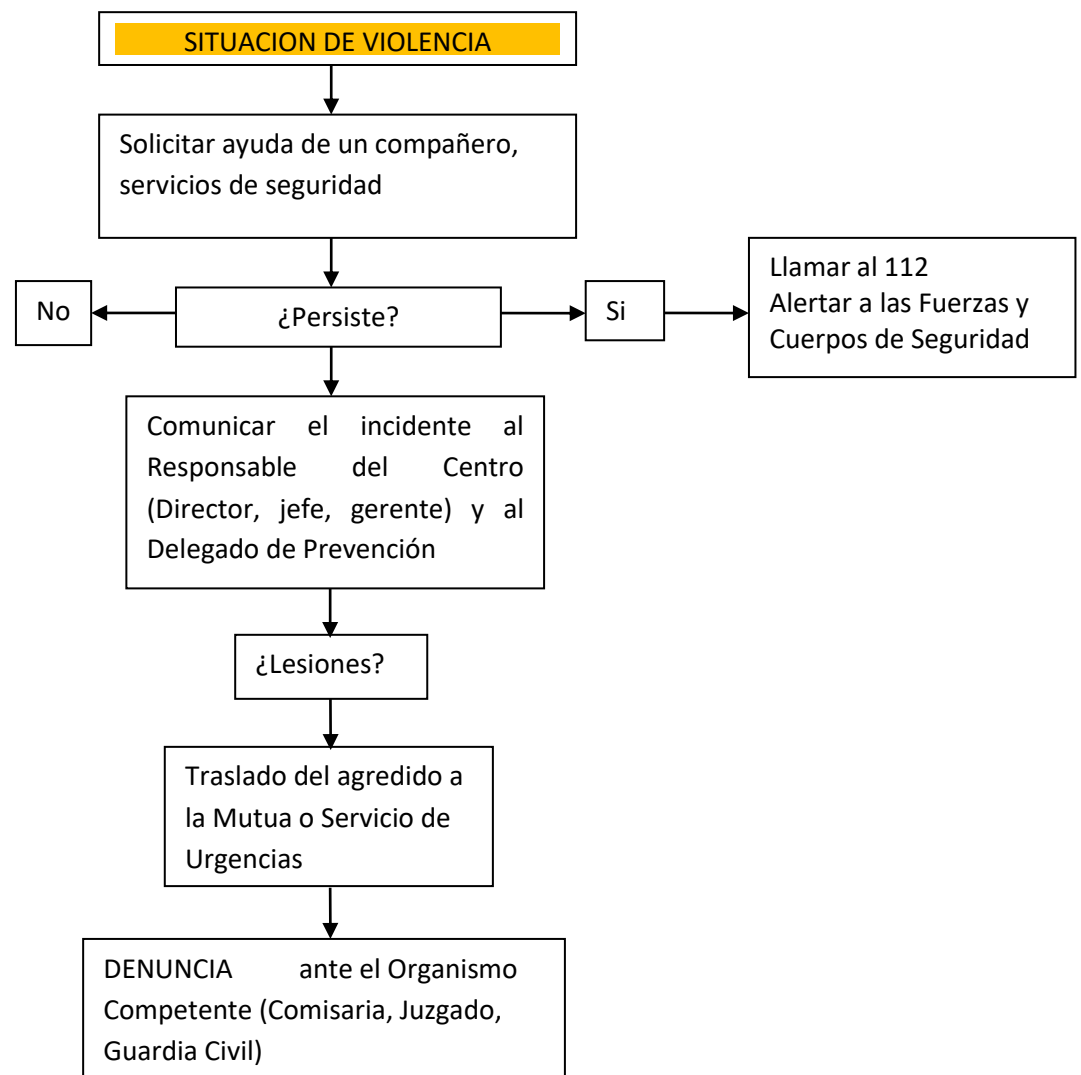 SITUACION DE VIOLENCIA
Solicitar ayuda de un compañero,
servicios de seguridad
No
¿Persiste?
Si
Llamar al 112
Alertar a las Fuerzas y
Cuerpos de Seguridad
Comunicar el incidente al
Responsable del Centro
(Director, jefe, gerente) y al
Delegado de Prevención
¿Lesiones?
Traslado del agredido a
la Mutua o Servicio de
Urgencias
DENUNCIA ante el Organismo
Competente (Comisaria, Juzgado,
Guardia Civil)